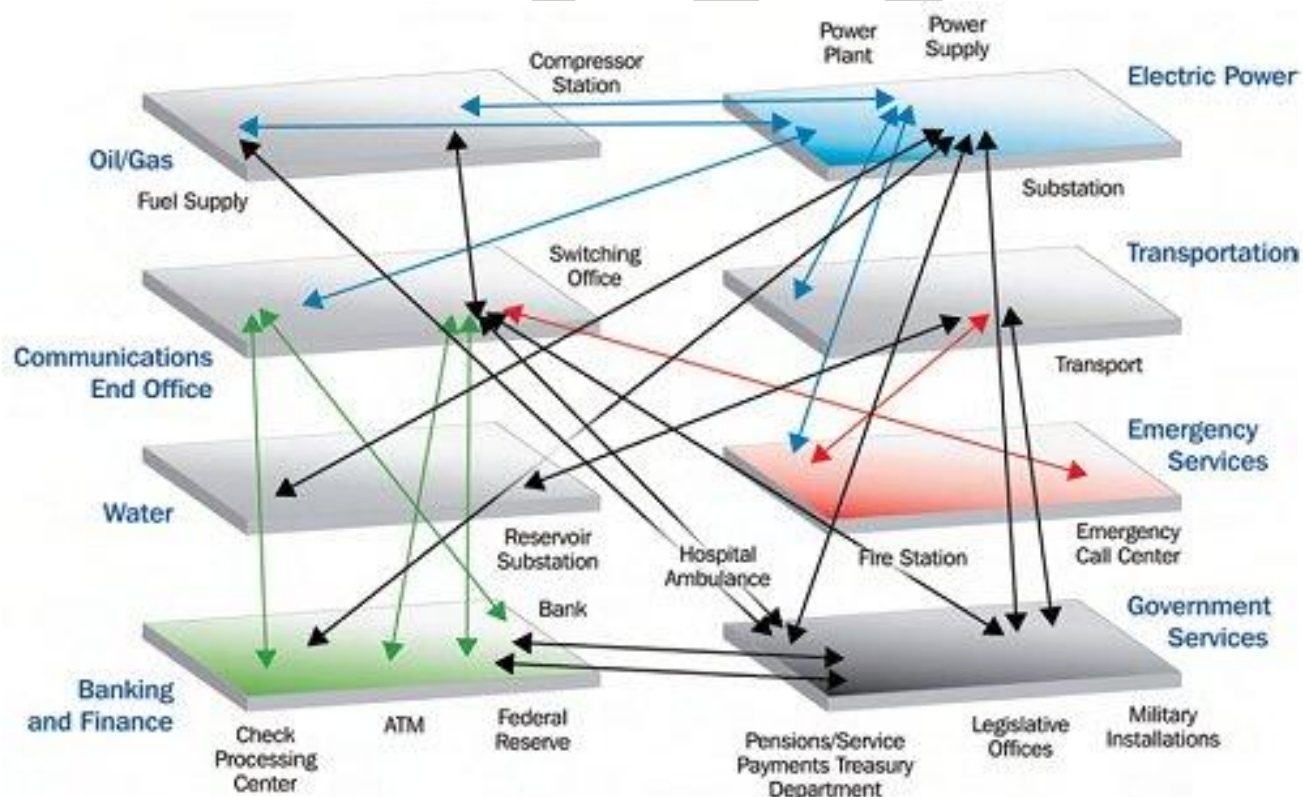 Power
Plant
Power
Supply
Compressor
Station
Electric Power
Oil/Gas
Fuel Supply
Substation
Switching
Office
Transportation
Communications
End Office
Transport
Water
Reservoir
Substation
Emergency
Services
Emergency
Call Center
Hospital
Ambulance
Fire Station
Bank
Government
Services
Banking
and Finance
Check
Processing
Center
ATM
Federal
Reserve
Pensions/Service
Payments Treasury
Department
Legislative
Offices
Military
Installations